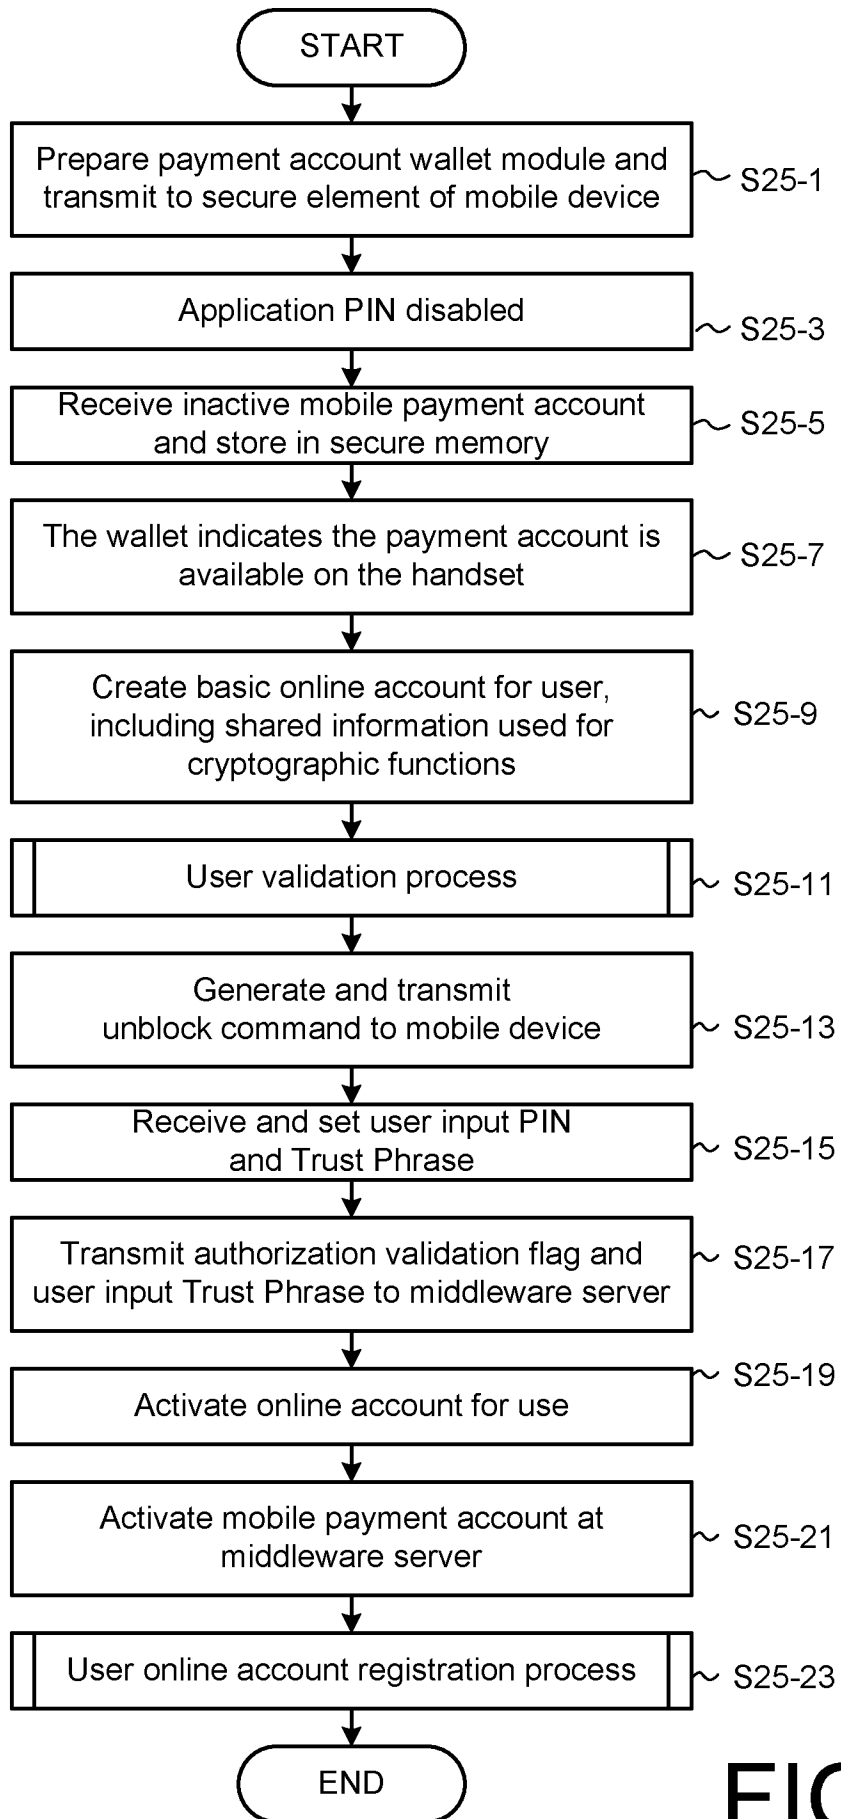 START
Prepare payment account wallet module and
transmit to secure element of mobile device
S25-1
Application PIN disabled
S25-3
Receive inactive mobile payment account
and store in secure memory
S25-5
The wallet indicates the payment account is
available on the handset
S25-7
Create basic online account for user,
including shared information used for
cryptographic functions
S25-9
User validation process
S25-11
Generate and transmit
unblock command to mobile device
S25-13
Receive and set user input PIN
and Trust Phrase
S25-15
Transmit authorization validation flag and
user input Trust Phrase to middleware server
S25-17
Activate online account for use
S25-19
Activate mobile payment account at
middleware server
S25-21
User online account registration process
S25-23
END